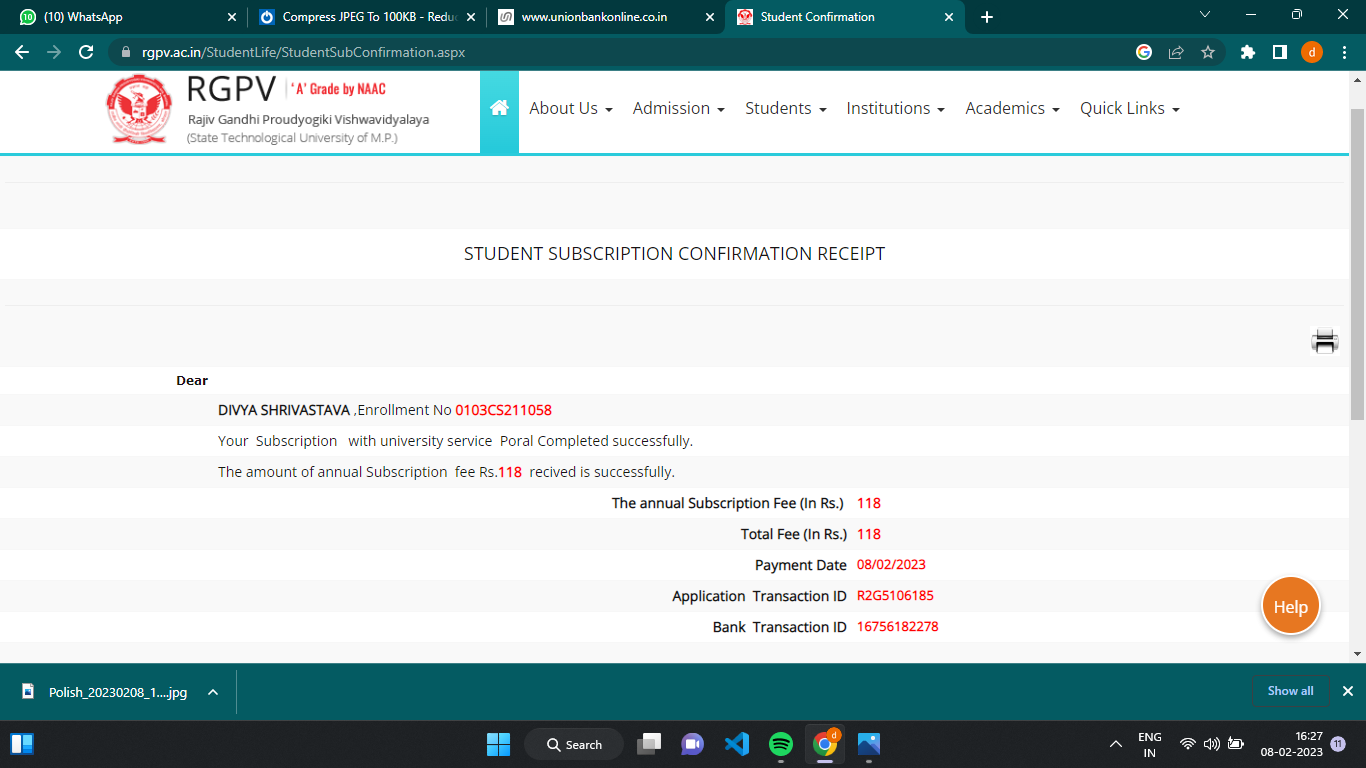 (10) WhatsApp
Compress JPEG To 100KB - Redu
www.unionbankonline.co.in
Student Confirmation
rgpv.ac.in/StudentLife/StudentSubConfirmation.aspx
d
RGPV 'A' Grade by NAAC
Rajiv Gandhi Proudyogiki Vishwavidyalaya
(State Technological University of M.P.)
About Us Admission Students Institutions Academics Quick Links
STUDENT SUBSCRIPTION CONFIRMATION RECEIPT
Dear
DIVYA SHRIVASTAVA ,Enrollment No 0103CS211058
Your Subscription with university service Poral Completed successfully.
The amount of annual Subscription fee Rs.118 recived is successfully.
The annual Subscription Fee (In Rs.) 118
Total Fee (In Rs.) 118
Payment Date 08/02/2023
Application Transaction ID R2G5106185
Bank Transaction ID 16756182278
Help
Polish_20230208_1....jpg
Show all
Search
ENG
IN
16:27
08-02-2023
11